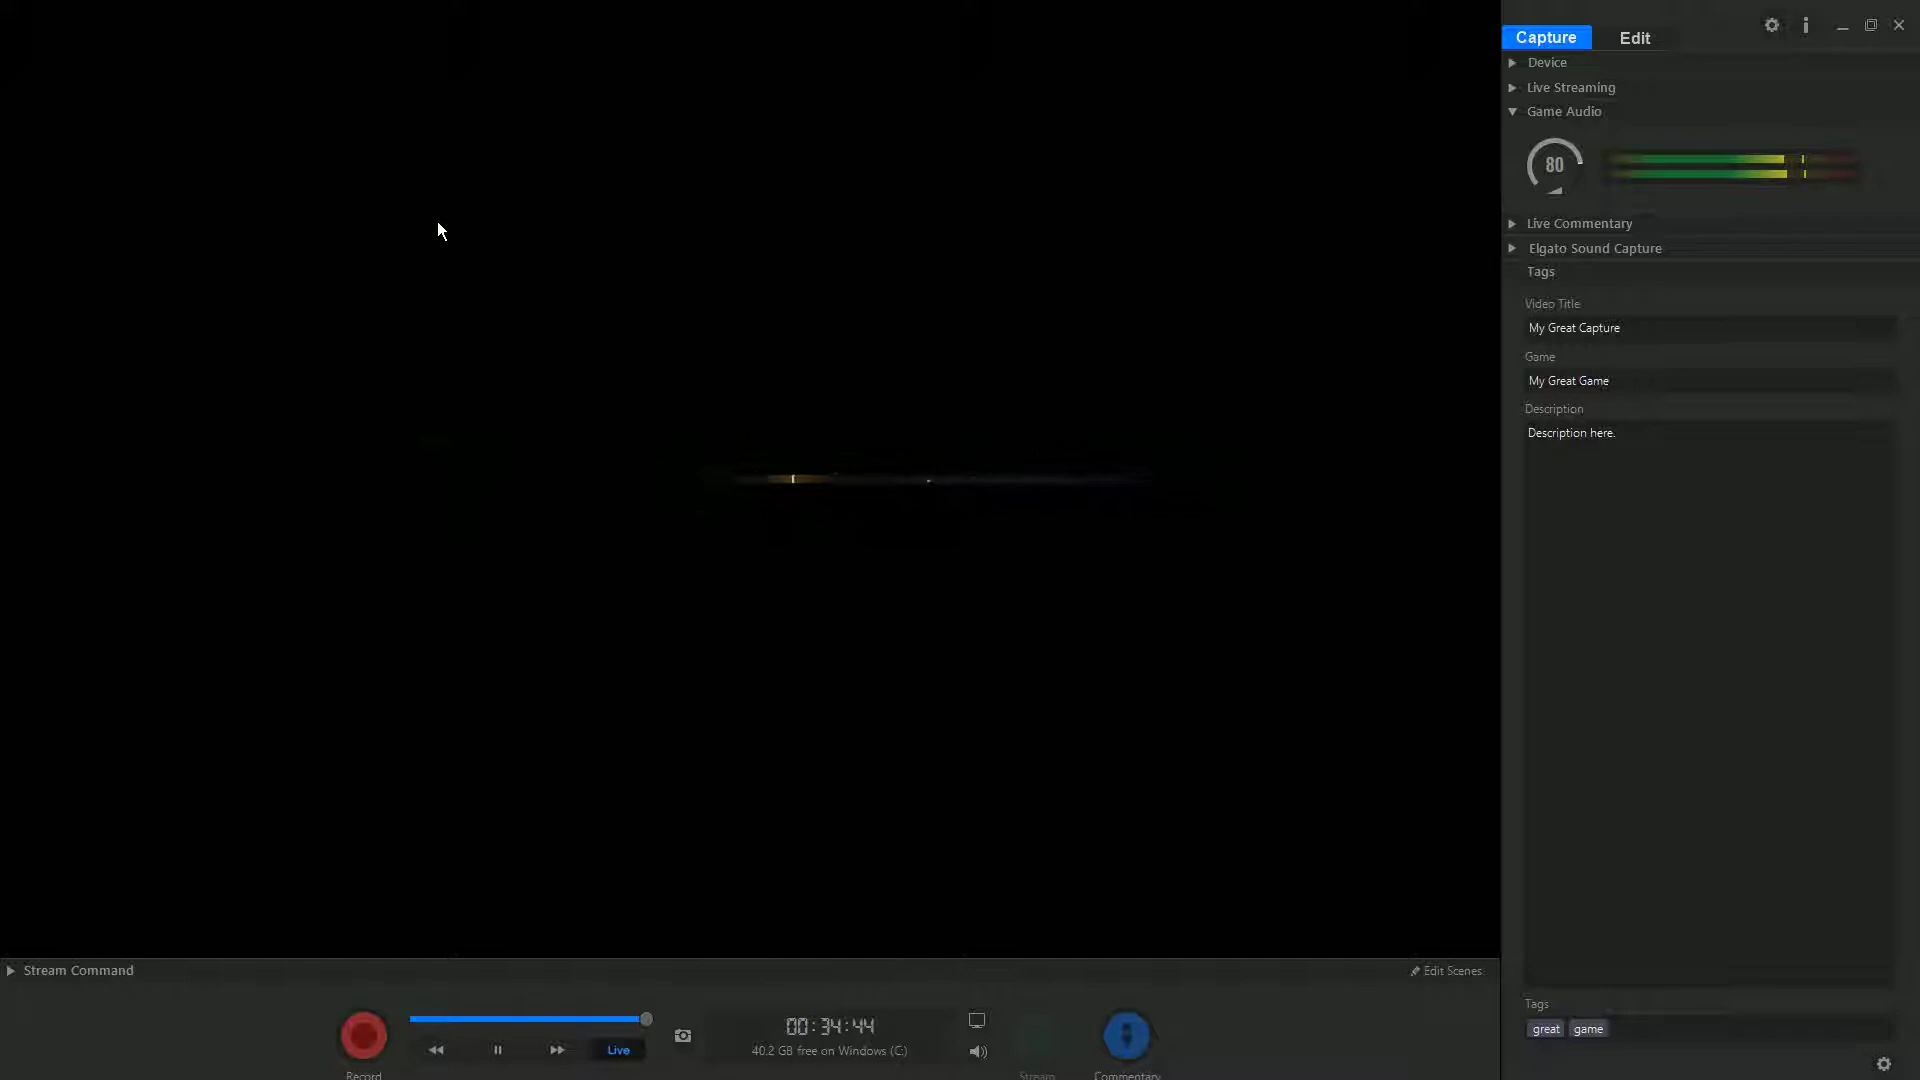 Capture Edit
Device
Live Streaming
Game Audio
80
Live Commentary
Elgato Sound Capture
Tags
Video Title
My Great Capture
Game
My Great Game
Description
Description here.
Tags
great game
Stream Command
Edit Scenes
00:34:44
40.2 GB free on Windows (C:)
Live
Record
Stream
Commentary